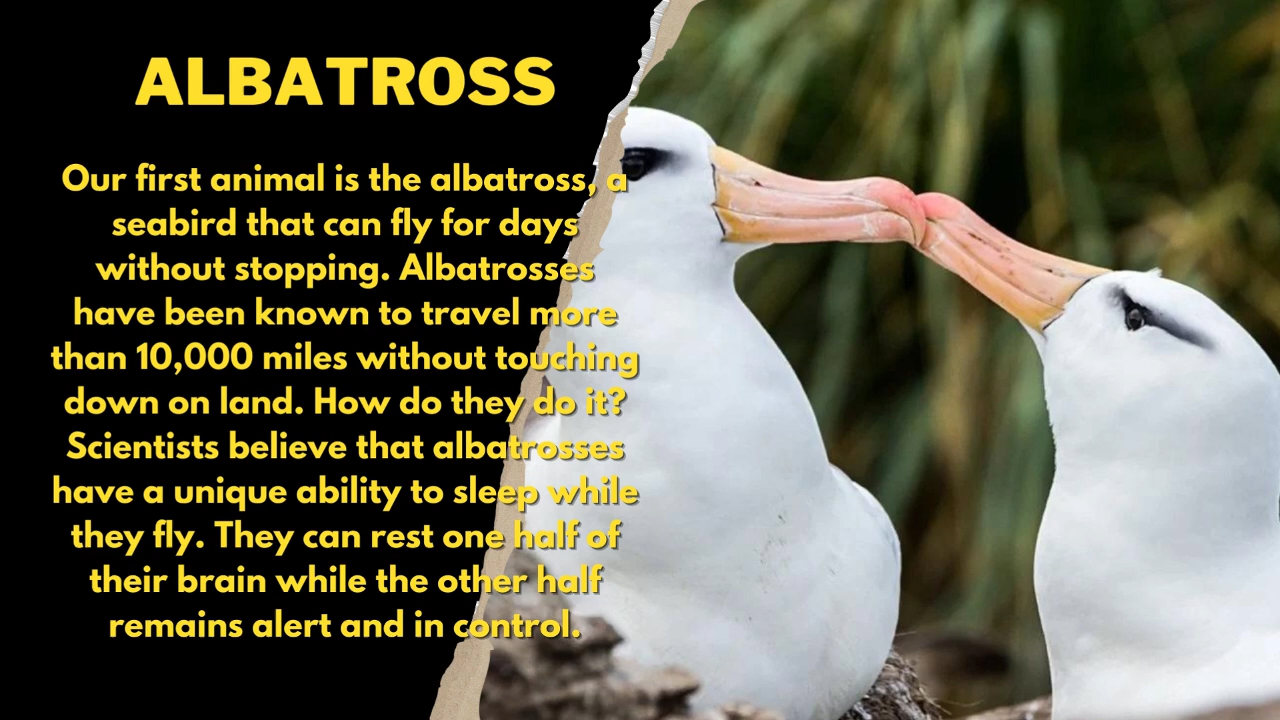 ALBATROSS
Our first animal is the albatross, a
seabird that can fly for days
without stopping. Albatrosses
have been known to travel more
than 10,000 miles without touching
down on land. How do they do it?
Scientists believe that albatrosses
have a unique ability to sleep while
they fly. They can rest one half of
their brain while the other half
remains alert and in control.